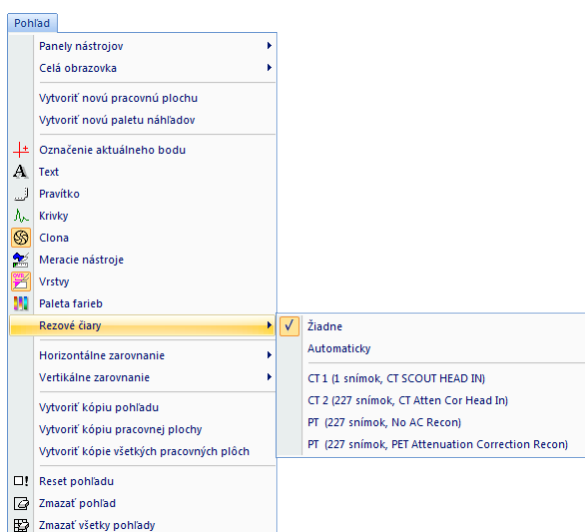 Pohľad
Panely nástrojov
Celá obrazovka
Vytvoriť novú pracovnú plochu
Vytvoriť novú paletu náhľadov
Označenie aktuálneho bodu
A Text
Pravítko
Krivky
Clona
Meracie nástroje
OVR Vrstvy
Paleta farieb
Rezové čiary
Žiadne
Automaticky
CT 1 (1 snímok, CT SCOUT HEAD IN)
CT 2 (227 snímok, CT Atten Cor Head In)
PT (227 snímok, No AC Recon)
PT (227 snímok, PET Attenuation Correction Recon)
Horizontálne zarovnanie
Vertikálne zarovnanie
Vytvoriť kópiu pohľadu
Vytvoriť kópiu pracovnej plochy
Vytvoriť kópie všetkých pracovných plôch
Reset pohľadu
Zmazať pohľad
Zmazať všetky pohľady